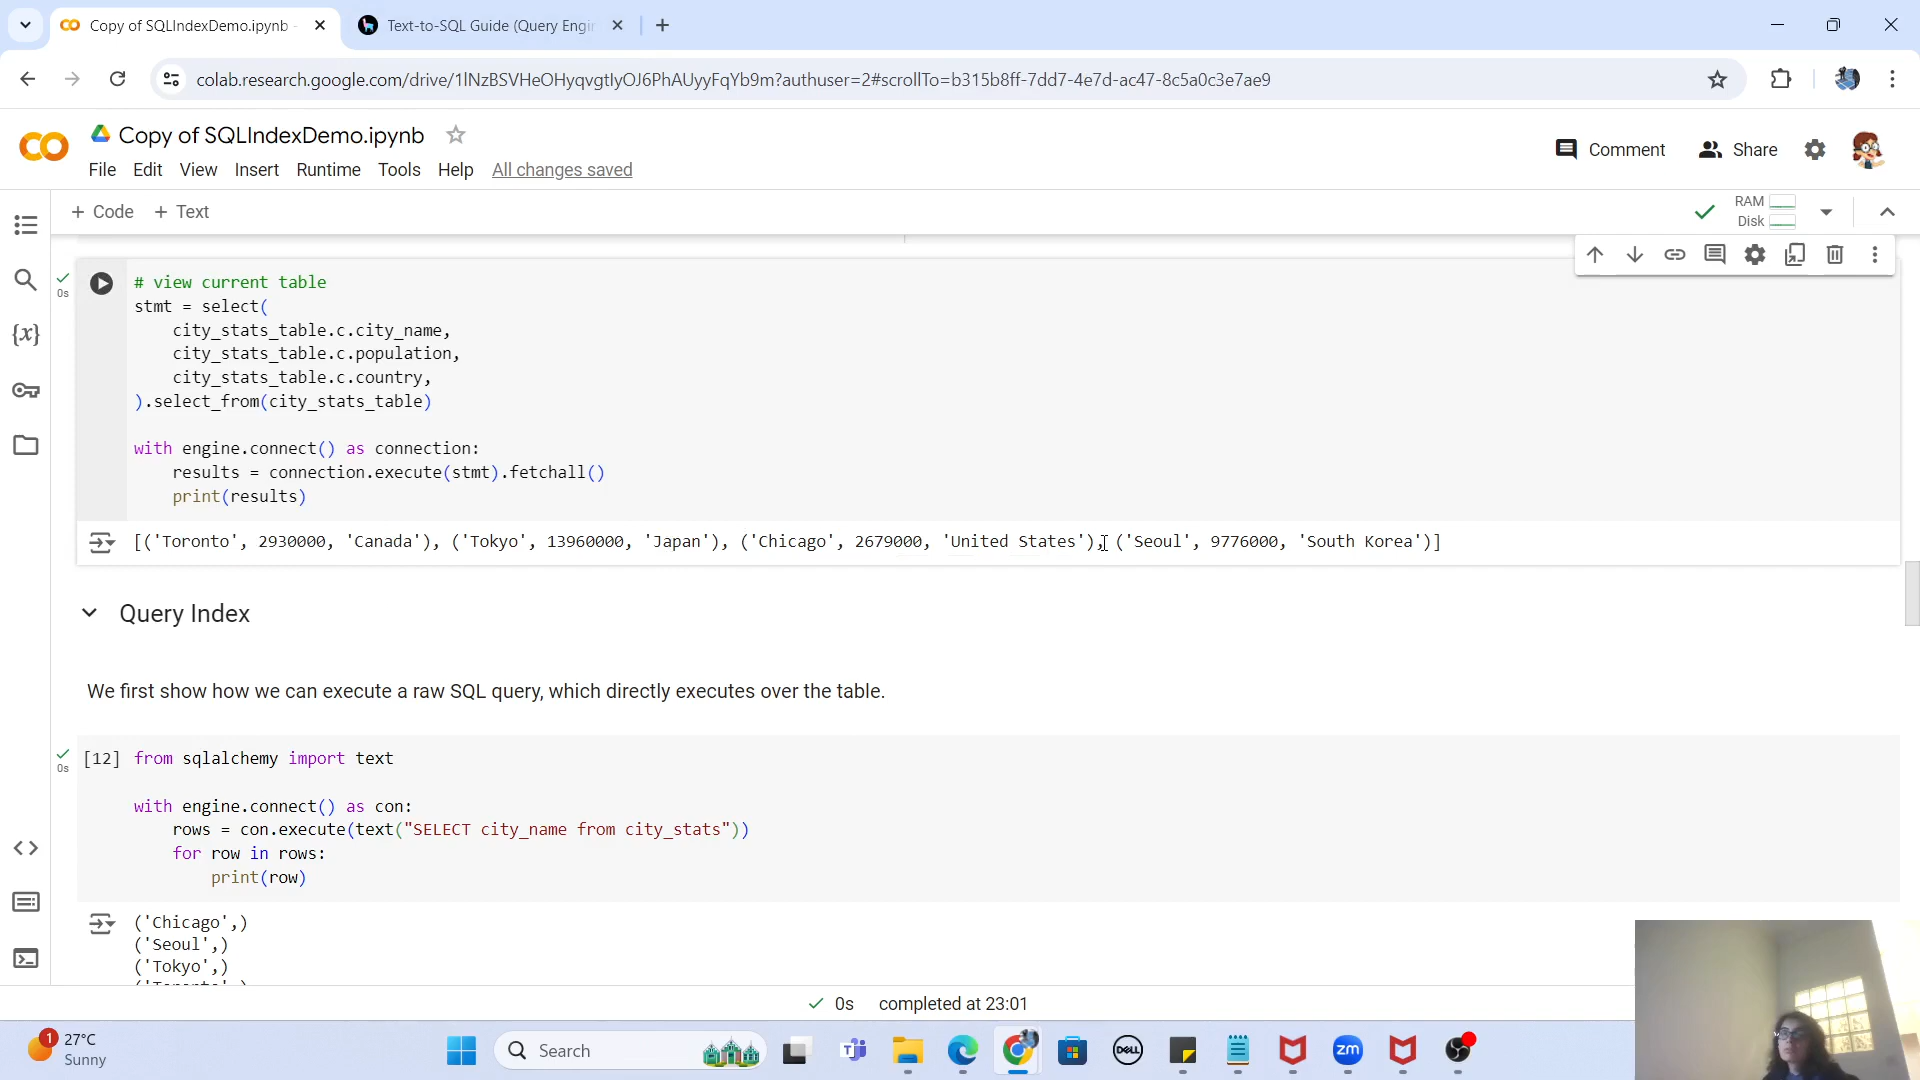 Copy of SQLIndexDemo.ipynb -
Text-to-SQL Guide (Query Engin
colab.research.google.com/drive/1lNzBSVHeOHyqvgtlyOJ6PhAUyyFqYb9m?authuser=2#scrollTo=b315b8ff-7dd7-4e7d-ac47-8c5a0c3e7ae9
Copy of SQLIndexDemo.ipynb
Comment
Share
File Edit View Insert Runtime Tools Help All changes saved
+ Code + Text
RAM
Disk
0s
# view current table
stmt = select(
city_stats_table.c.city_name,
city_stats_table.c.population,
city_stats_table.c.country,
).select_from(city_stats_table)
with engine.connect() as connection:
results = connection.execute(stmt).fetchall()
print(results)
[('Toronto', 2930000, 'Canada'), ('Tokyo', 13960000, 'Japan'), ('Chicago', 2679000, 'United States'), ('Seoul', 9776000, 'South Korea')]
Query Index
We first show how we can execute a raw SQL query, which directly executes over the table.
0s
[12] from sqlalchemy import text
with engine.connect() as con:
rows = con.execute(text("SELECT city_name from city_stats"))
for row in rows:
print(row)
('Chicago',)
('Seoul',)
('Tokyo',)
('Toronto',)
0s completed at 23:01
1
27°C
Sunny
Search
DELL
zm